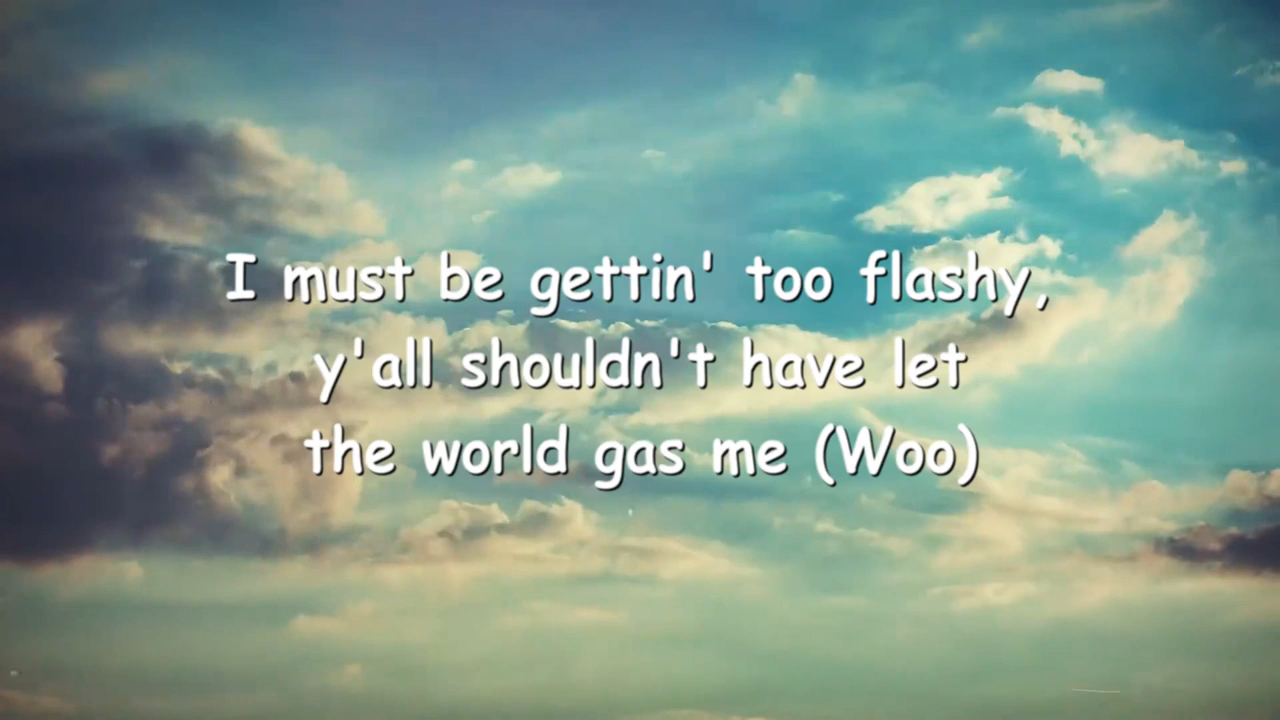 I must be gettin' too flashy,
y'all shouldn't have let
the world gas me (Woo)